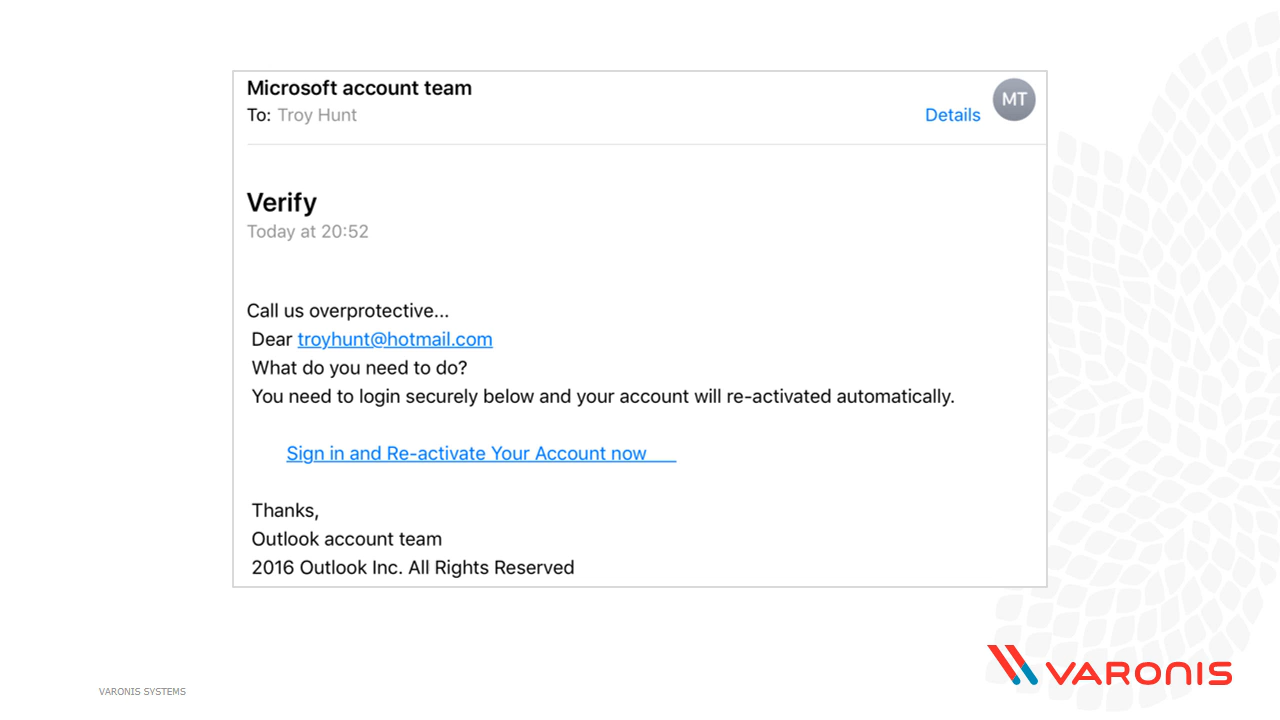 Microsoft account team
To: Troy Hunt
Details
MT
Verify
Today at 20:52
Call us overprotective...
Dear troyhunt@hotmail.com
What do you need to do?
You need to login securely below and your account will re-activated automatically.
Sign in and Re-activate Your Account now
Thanks,
Outlook account team
2016 Outlook Inc. All Rights Reserved
VARONIS SYSTEMS
VARONIS